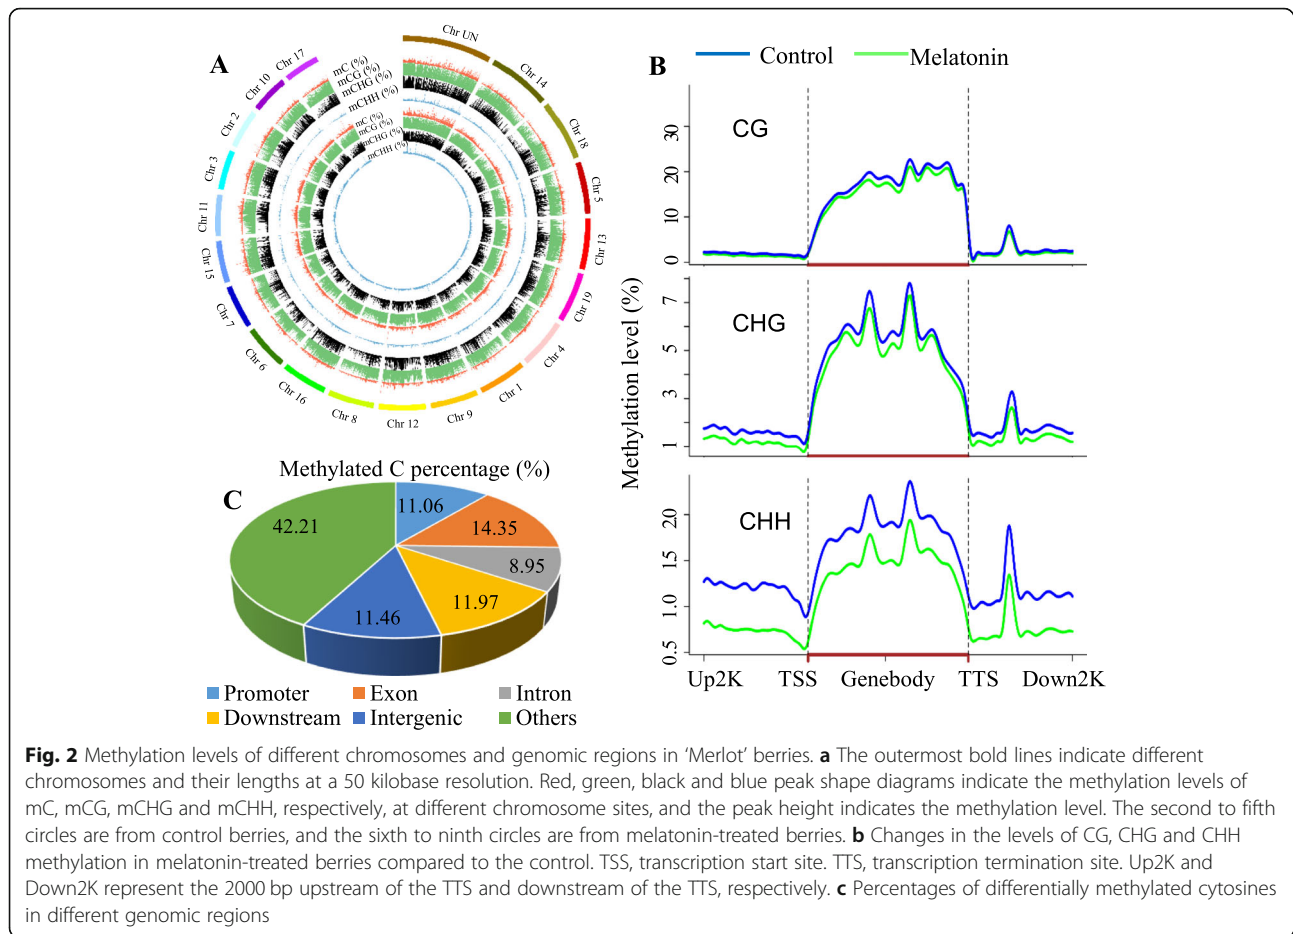 A
Chr UN
Chr 14
Chr 18
Chr 5
Chr 13
Chr 19
Chr 4
Chr 1
Chr 9
Chr 12
Chr 8
Chr 16
Chr 6
Chr 7
Chr 15
Chr 11
Chr 3
Chr 2
Chr 10
Chr 17
mC (%)
mCG (%)
mCHG (%)
mCHH (%)
mC (%)
mCG (%)
mCHG (%)
mCHH (%)
B
Control Melatonin
Methylation level (%)
CG
30
20
10
0
CHG
7
5
3
1
CHH
2.0
1.5
1.0
0.5
Up2K TSS Genebody TTS Down2K
C
Methylated C percentage (%)
11.06
14.35
8.95
11.97
11.46
42.21
Promoter Exon Intron
Downstream Intergenic Others
Fig. 2 Methylation levels of different chromosomes and genomic regions in ‘Merlot’ berries. a The outermost bold lines indicate different
chromosomes and their lengths at a 50 kilobase resolution. Red, green, black and blue peak shape diagrams indicate the methylation levels of
mC, mCG, mCHG and mCHH, respectively, at different chromosome sites, and the peak height indicates the methylation level. The second to fifth
circles are from control berries, and the sixth to ninth circles are from melatonin-treated berries. b Changes in the levels of CG, CHG and CHH
methylation in melatonin-treated berries compared to the control. TSS, transcription start site. TTS, transcription termination site. Up2K and
Down2K represent the 2000 bp upstream of the TTS and downstream of the TTS, respectively. c Percentages of differentially methylated cytosines
in different genomic regions